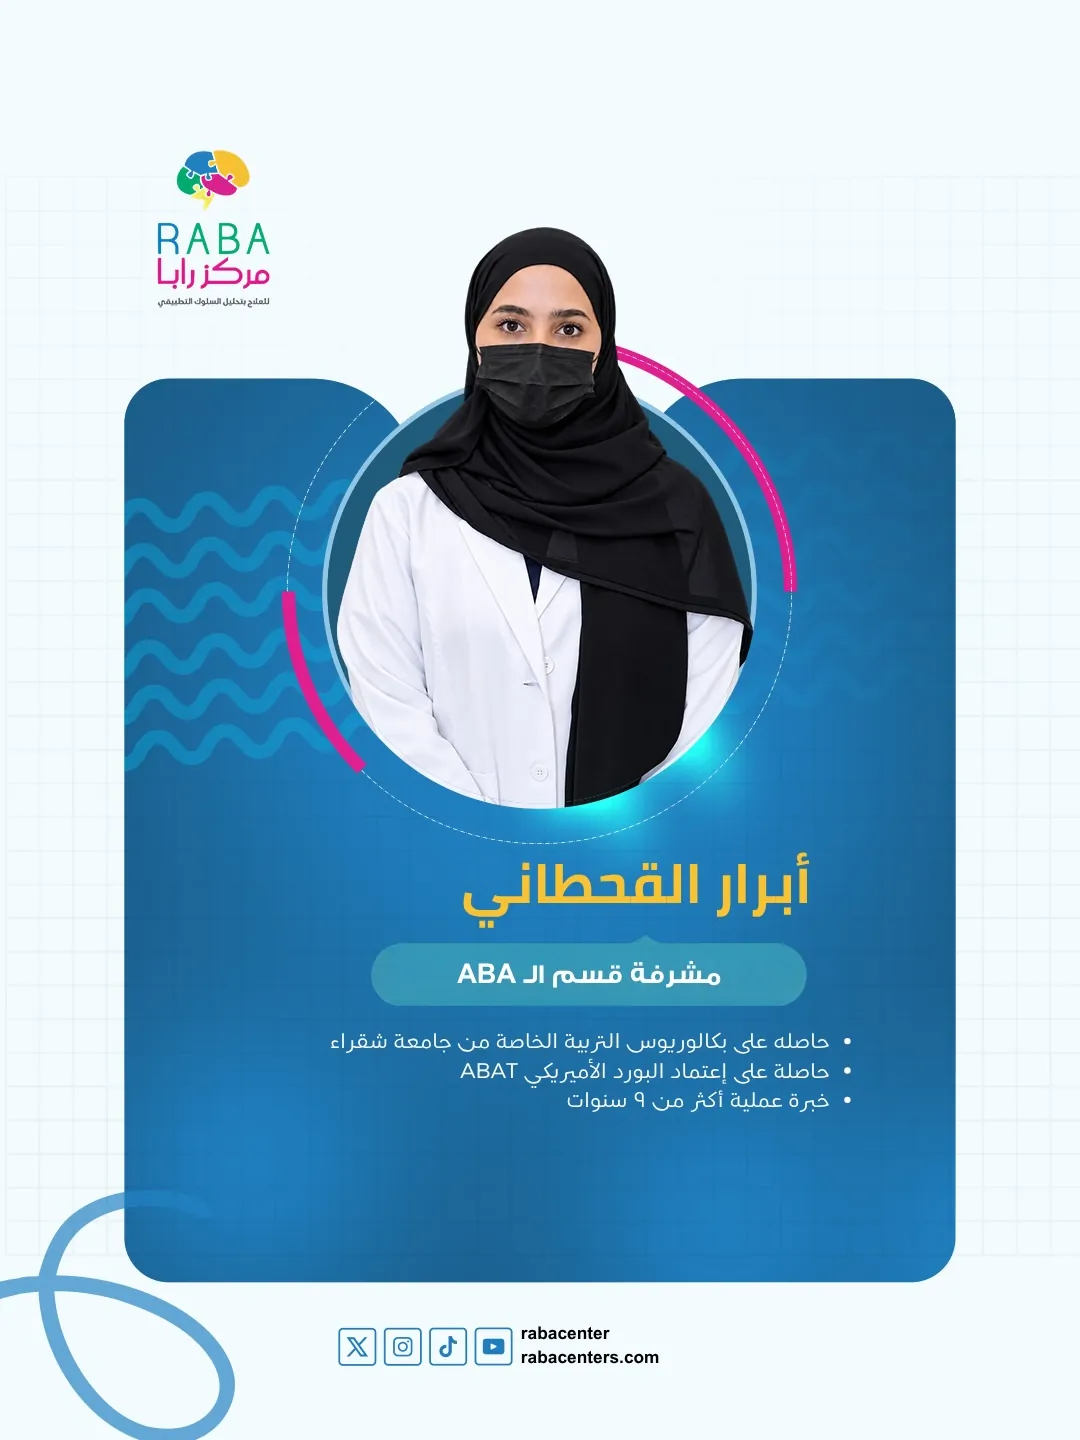 RABA
مركز رابا
للعلاج بتحليل السلوك التطبيقي
أبرار القحطاني
مشرفة قسم الـ ABA
• حاصله على بكالوريوس التربية الخاصة من جامعة شقراء
• حاصلة على إعتماد البورد الأميريكي ABAT
• خبرة عملية أكثر من ٩ سنوات
rabacenter
rabacenters.com